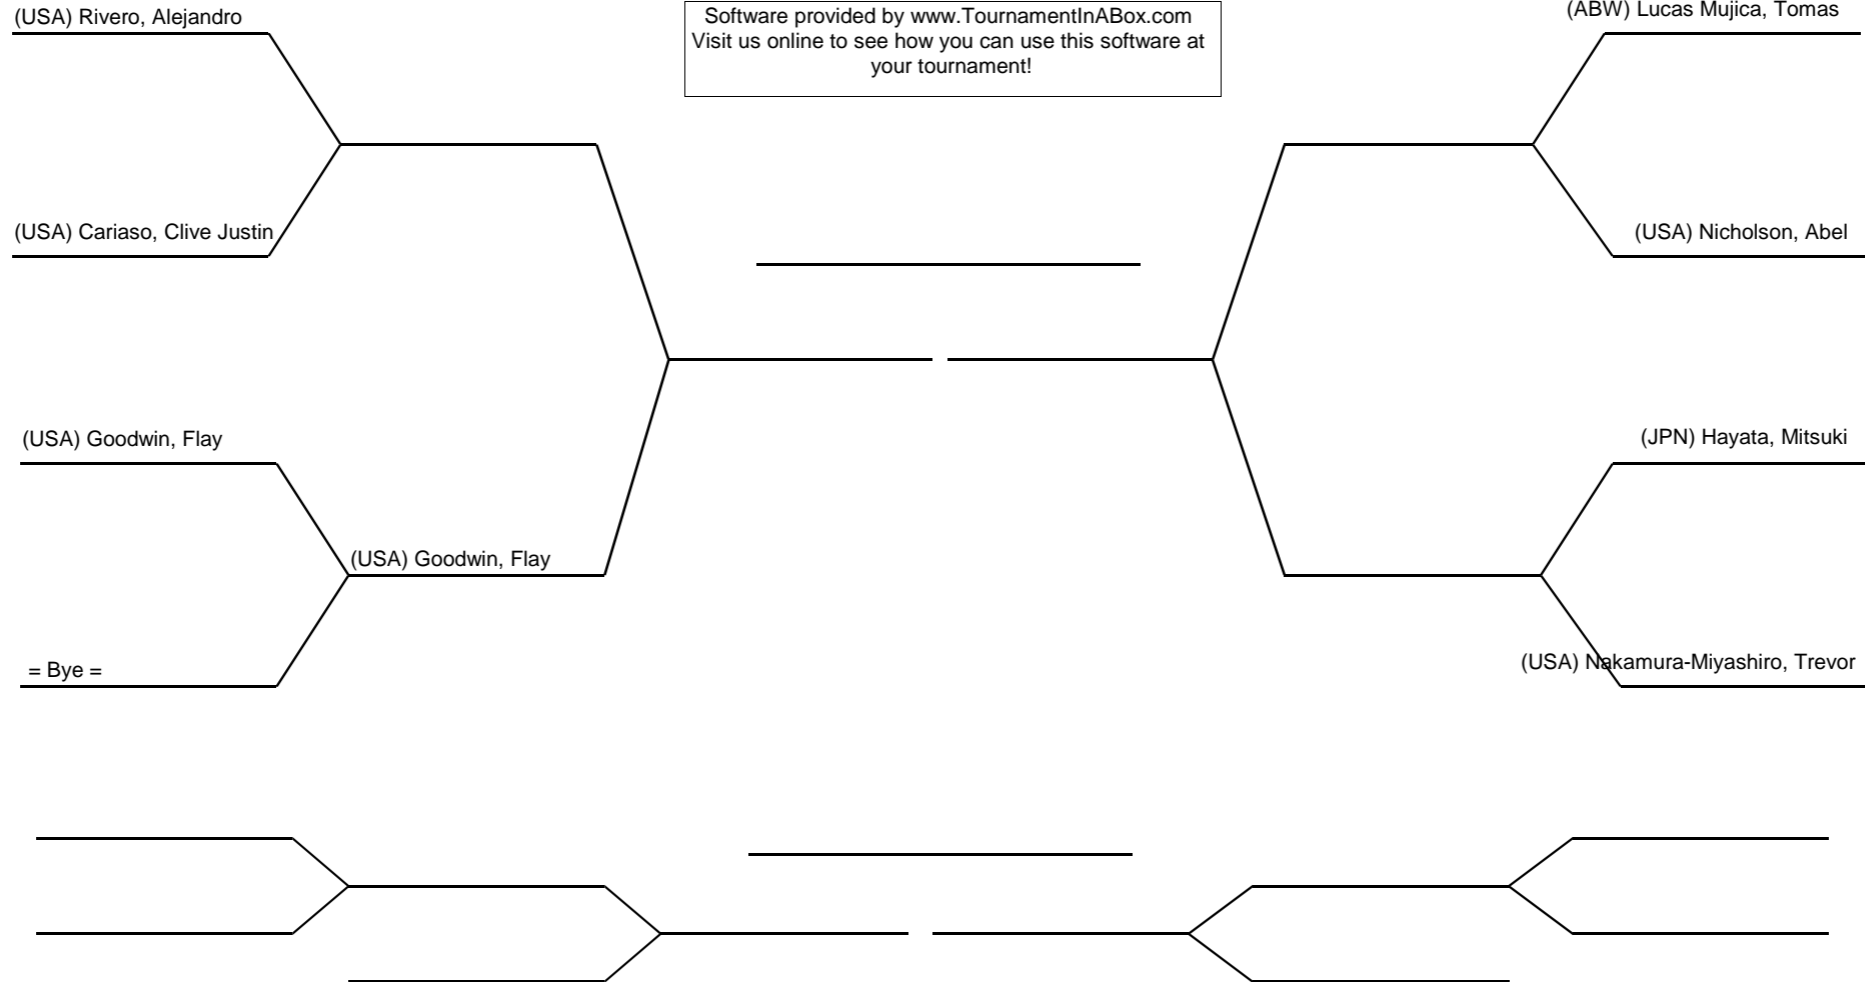 (USA) Rivero, Alejandro
Software provided by www.TournamentInABox.com
Visit us online to see how you can use this software at
your tournament!
(ABW) Lucas Mujica, Tomas
(USA) Cariaso, Clive Justin
(USA) Nicholson, Abel
(USA) Goodwin, Flay
(JPN) Hayata, Mitsuki
(USA) Goodwin, Flay
= Bye =
(USA) Nakamura-Miyashiro, Trevor